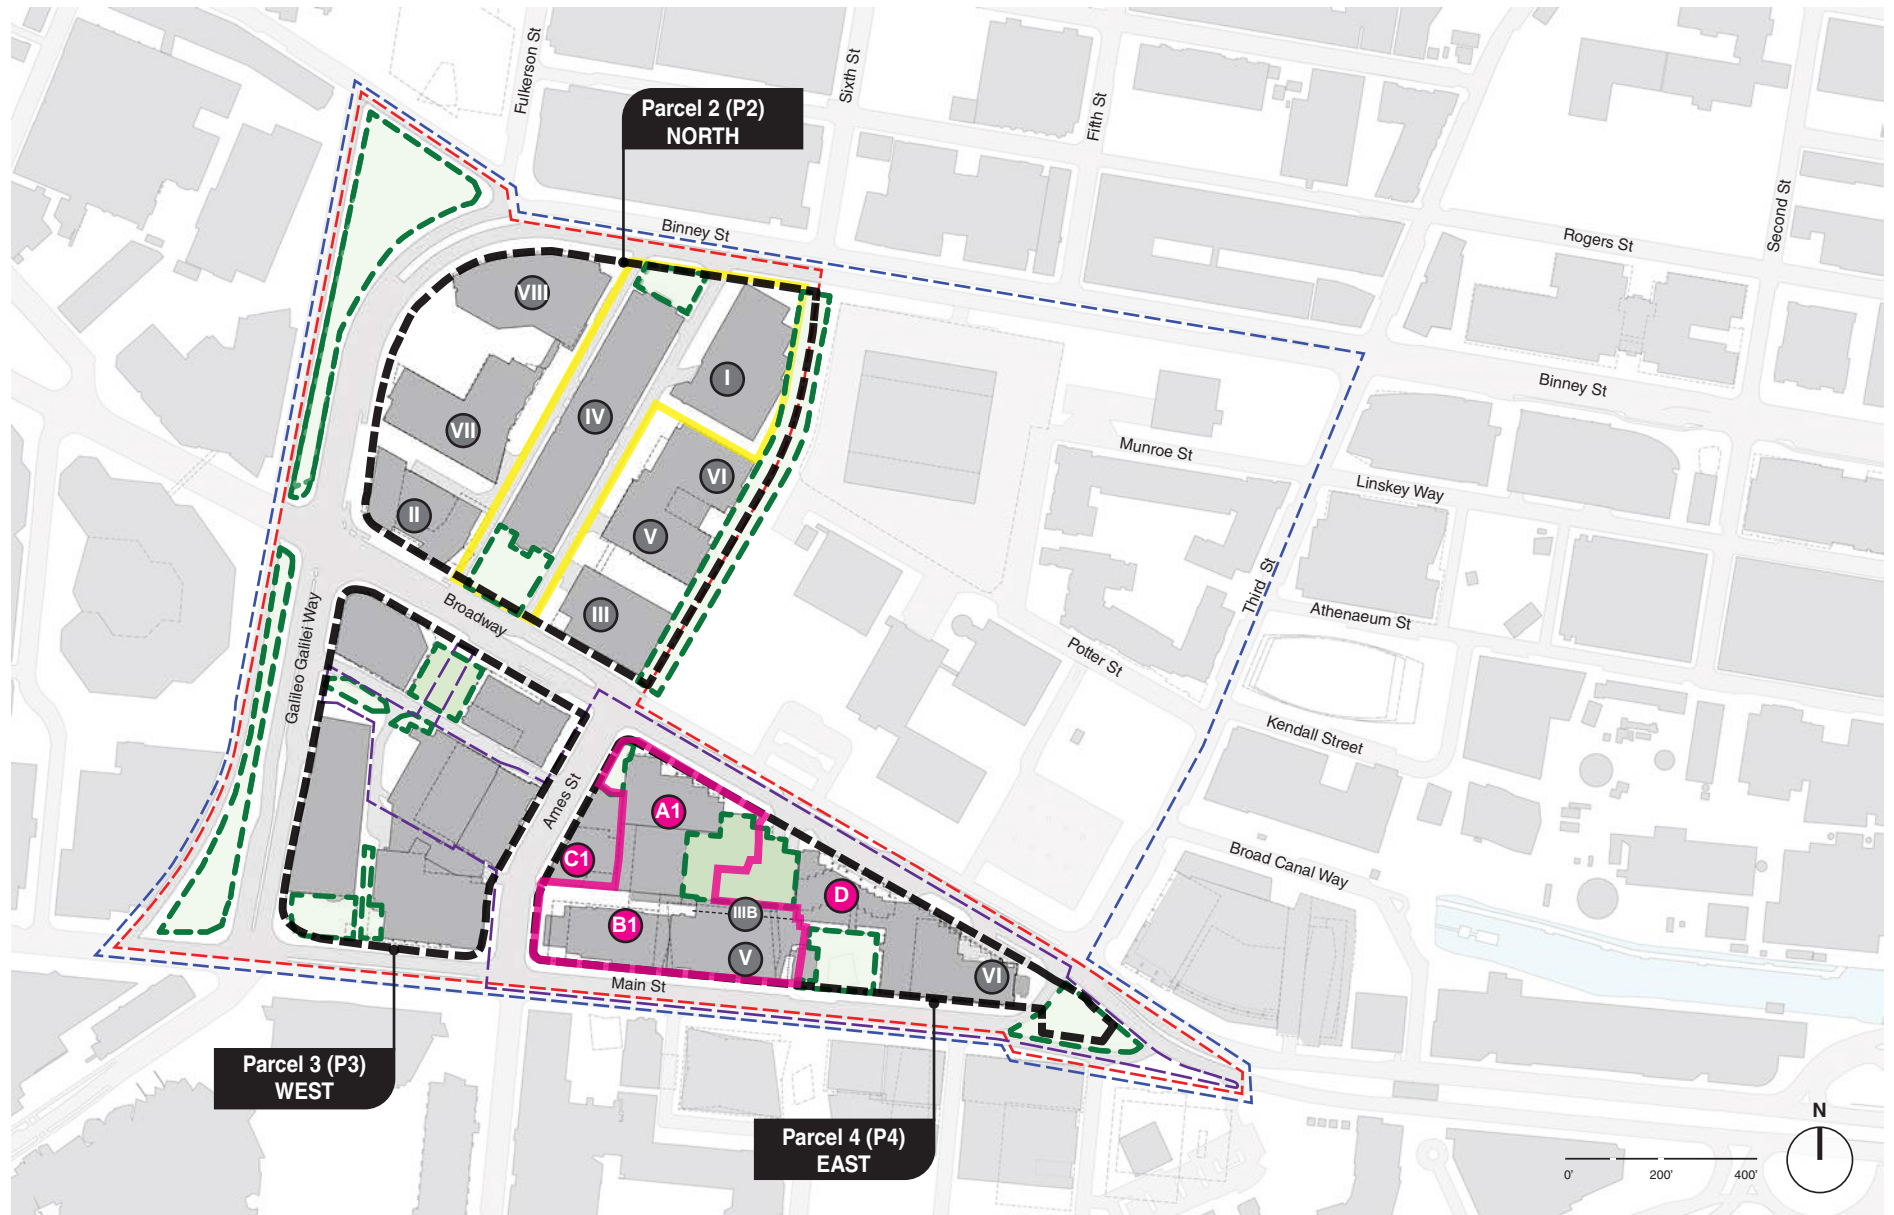 Fulkerson St
Sixth St
Fifth St
Second St
Parcel 2 (P2)
NORTH
Binney St
Rogers St
VIII
I
Binney St
IV
VII
Munroe St
VI
Linskey Way
II
V
Third St
III
Broadway
Athenaeum St
Galileo Galilei Way
Potter St
Kendall Street
Ames St
A1
C1
Broad Canal Way
D
IIIB
B1
V
VI
Main St
Parcel 3 (P3)
WEST
Parcel 4 (P4)
EAST
N
0' 200' 400'